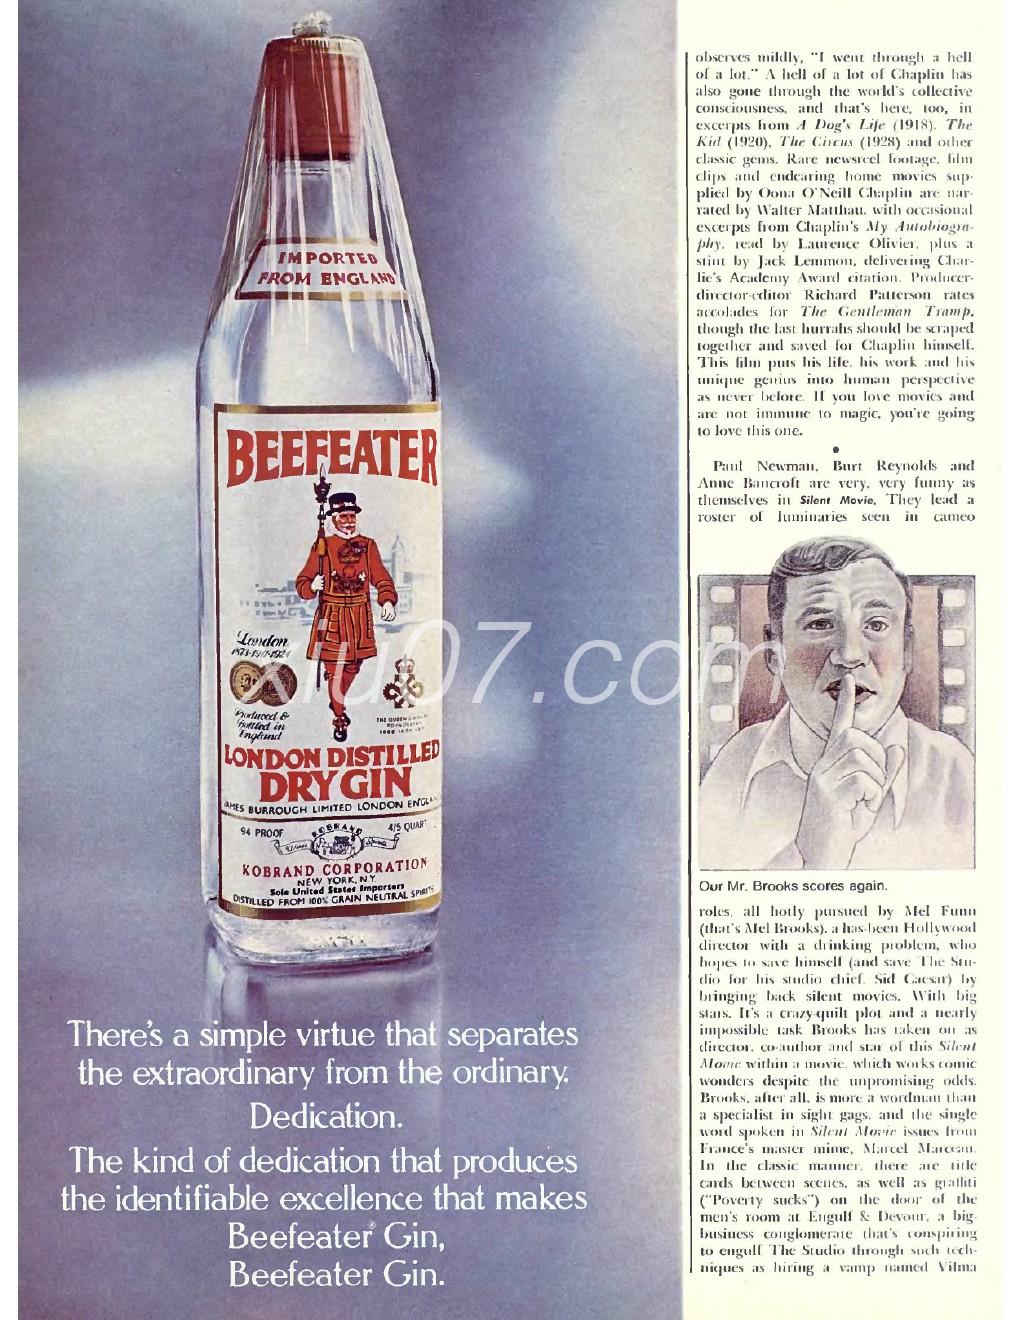 IMPORTED
FROM ENGLAND
BEEFEATER
London
Produced &
Bottled in
England
LONDON DISTILLED
DRY GIN
JAMES BURROUGH LIMITED LONDON ENGLAND
94 PROOF
KOBRAND
4/5 QUART
KOBRAND CORPORATION
NEW YORK, N.Y.
Sole United States Importers
DISTILLED FROM 100% GRAIN NEUTRAL SPIRITS
There's a simple virtue that separates
the extraordinary from the ordinary.
Dedication.
The kind of dedication that produces
the identifiable excellence that makes
Beefeater® Gin,
Beefeater Gin.
xiu07.com
observes mildly, "I went through a hell
of a lot." A hell of a lot of Chaplin has
also gone through the world's collective
consciousness, and that's here, too, in
excerpts from A Dog's Life (1918), The
Kid (1920), The Circus (1928) and other
classic gems. Rare newsreel footage, film
clips and endearing home movies sup-
plied by Oona O'Neill Chaplin are nar-
rated by Walter Matthau, with occasional
excerpts from Chaplin's My Autobiogra-
phy, read by Laurence Olivier, plus a
stint by Jack Lemmon, delivering Char-
lie's Academy Award citation. Producer-
director-editor Richard Patterson rates
accolades for The Gentleman Tramp,
though the last hurrahs should be scraped
together and saved for Chaplin himself.
This film puts his life, his work and his
unique genius into human perspective
as never before. If you love movies and
are not immune to magic, you're going
to love this one.
•
Paul Newman, Burt Reynolds and
Anne Bancroft are very, very funny as
themselves in Silent Movie. They lead a
roster of luminaries seen in cameo
Our Mr. Brooks scores again.
roles, all hotly pursued by Mel Funn
(that's Mel Brooks), a has-been Hollywood
director with a drinking problem, who
hopes to save himself (and save The Stu-
dio for his studio chief, Sid Caesar) by
bringing back silent movies. With big
stars. It's a crazy-quilt plot and a nearly
impossible task Brooks has taken on as
director, co-author and star of this Silent
Movie within a movie, which works comic
wonders despite the unpromising odds.
Brooks, after all, is more a wordman than
a specialist in sight gags, and the single
word spoken in Silent Movie issues from
France's master mime, Marcel Marceau.
In the classic manner, there are title
cards between scenes, as well as graffiti
("Poverty sucks") on the door of the
men's room at Engulf & Devour, a big-
business conglomerate that's conspiring
to engulf The Studio through such tech-
niques as hiring a vamp named Vilma